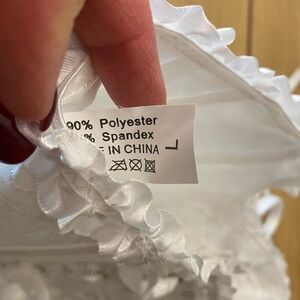 90% Polyester
% Spandex
E IN CHINA
L